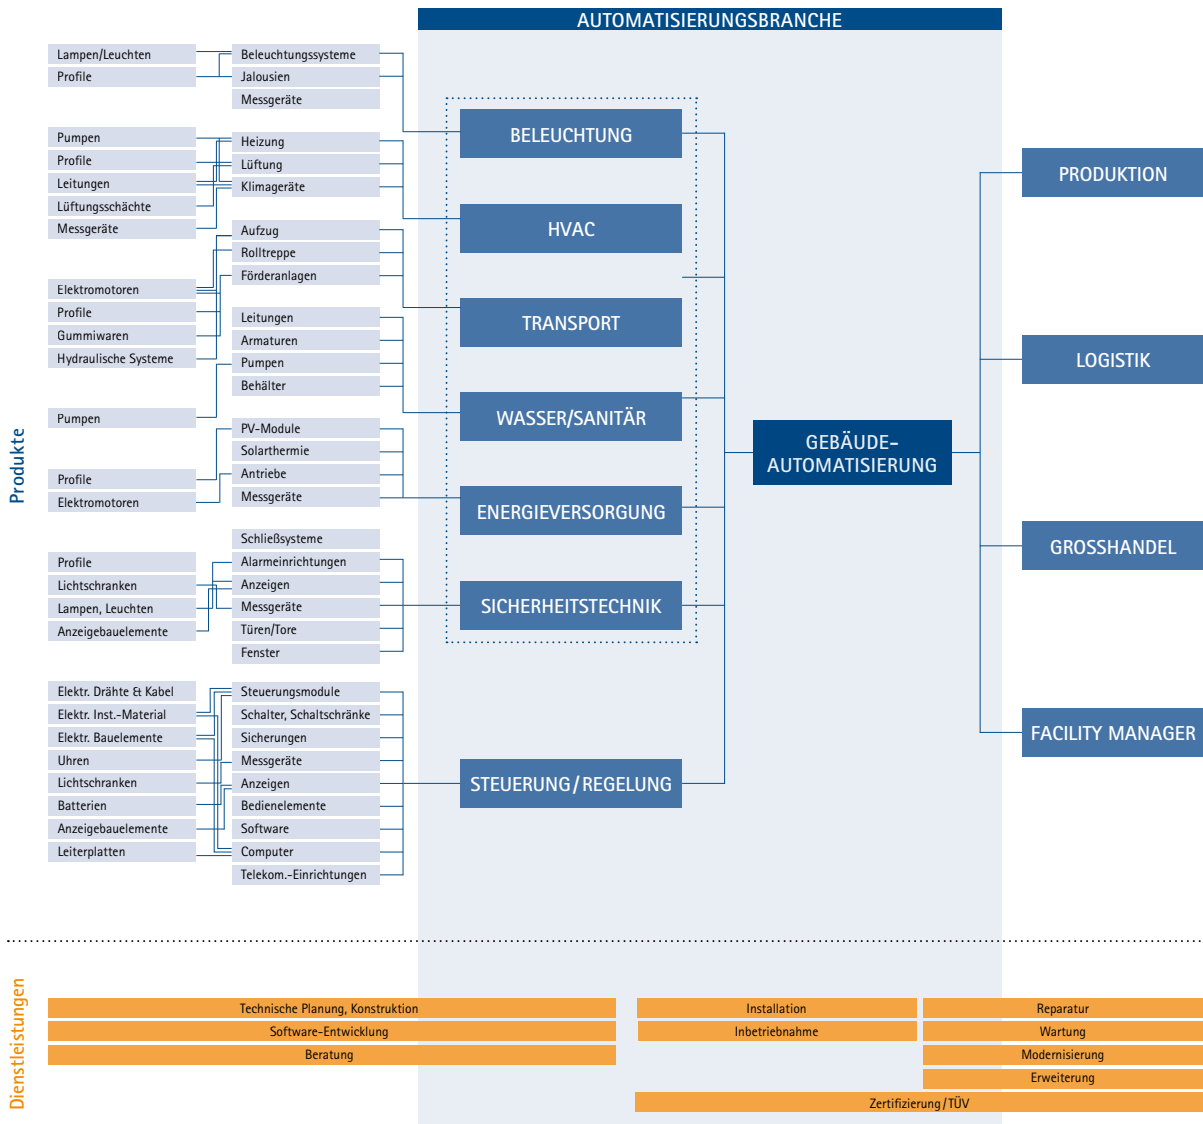 AUTOMATISIERUNGSBRANCHE
Produkte
Lampen/Leuchten
Profile
Beleuchtungssysteme
Jalousien
Messgeräte
BELEUCHTUNG
Pumpen
Profile
Leitungen
Lüftungsschächte
Messgeräte
Heizung
Lüftung
Klimageräte
HVAC
Elektromotoren
Profile
Gummiwaren
Hydraulische Systeme
Aufzug
Rolltreppe
Förderanlagen
TRANSPORT
Pumpen
Leitungen
Armaturen
Pumpen
Behälter
WASSER/SANITÄR
Profile
Elektromotoren
PV-Module
Solarthermie
Antriebe
Messgeräte
ENERGIEVERSORGUNG
Profile
Lichtschranken
Lampen, Leuchten
Anzeigebauelemente
Schließsysteme
Alarmeinrichtungen
Anzeigen
Messgeräte
Türen/Tore
Fenster
SICHERHEITSTECHNIK
Elektr. Drähte & Kabel
Elektr. Inst.-Material
Elektr. Bauelemente
Uhren
Lichtschranken
Batterien
Anzeigebauelemente
Leiterplatten
Steuerungsmodule
Schalter, Schaltschränke
Sicherungen
Messgeräte
Anzeigen
Bedienelemente
Software
Computer
Telekom.-Einrichtungen
STEUERUNG/REGELUNG
GEBÄUDE-
AUTOMATISIERUNG
PRODUKTION
LOGISTIK
GROSSHANDEL
FACILITY MANAGER
Dienstleistungen
Technische Planung, Konstruktion
Software-Entwicklung
Beratung
Installation
Inbetriebnahme
Reparatur
Wartung
Modernisierung
Erweiterung
Zertifizierung/TÜV